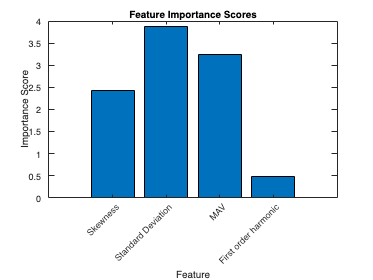 Feature Importance Scores
Importance Score
4
3.5
3
2.5
2
1.5
1
0.5
0
Skewness
Standard Deviation
MAV
First order harmonic
Feature